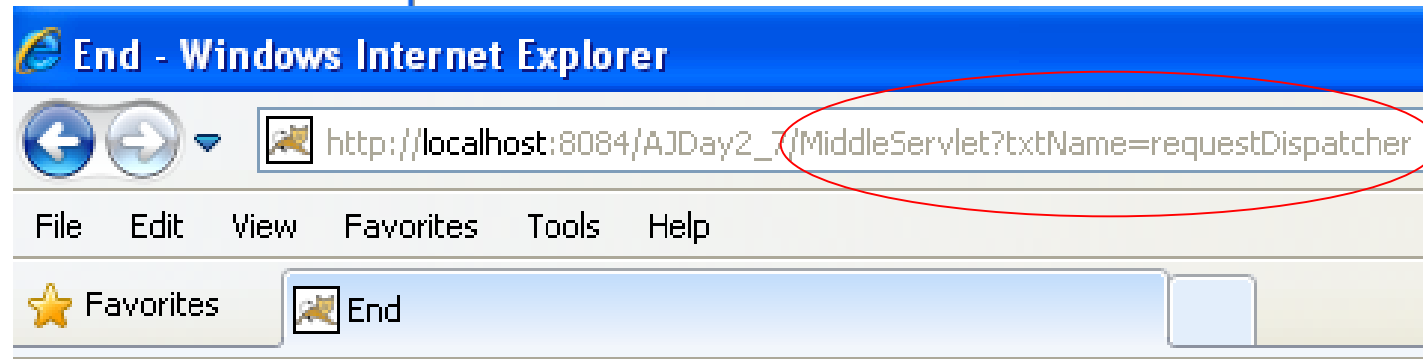 End - Windows Internet Explorer
http://localhost:8084/AJDay2_7/MiddleServlet?txtName=requestDispatcher
File Edit View Favorites Tools Help
Favorites End